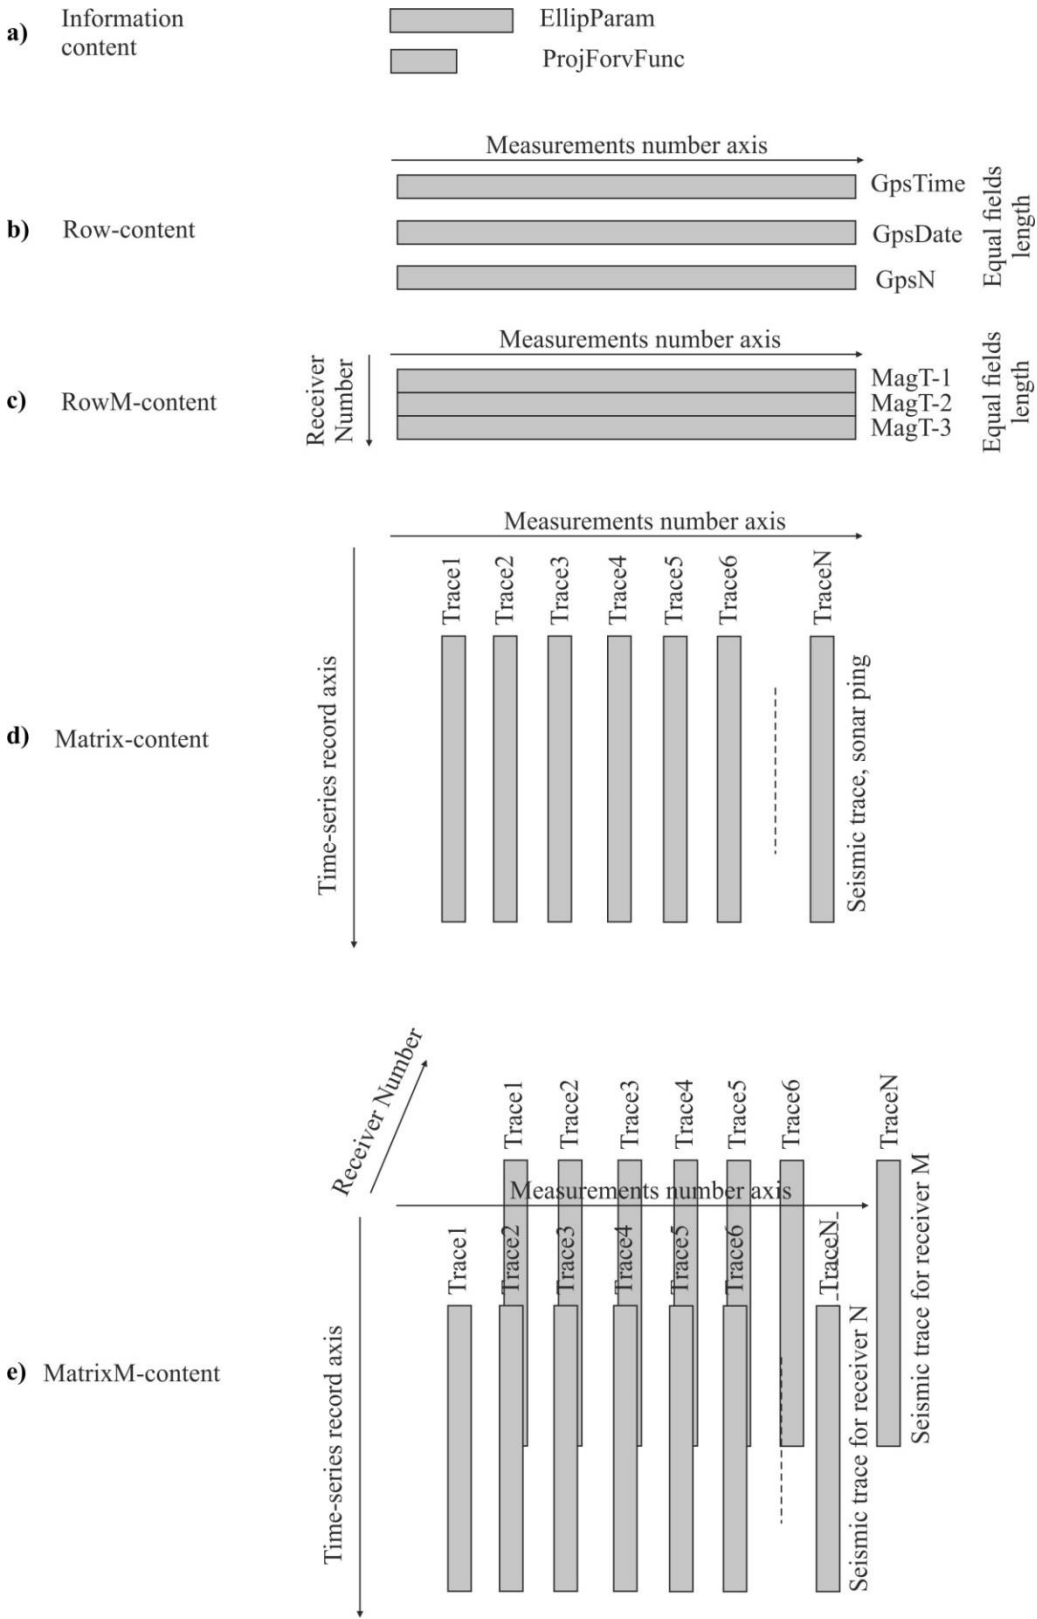 a)
Information
content
EllipParam
ProjForvFunc
Measurements number axis
b)
Row-content
GpsTime
GpsDate
GpsN
Equal fields
length
Measurements number axis
c)
RowM-content
Receiver
Number
MagT-1
MagT-2
MagT-3
Equal fields
length
Measurements number axis
d)
Matrix-content
Time-series record axis
Trace1
Trace2
Trace3
Trace4
Trace5
Trace6
TraceN
Seismic trace, sonar ping
Receiver Number
Trace1
Trace2
Trace3
Trace4
Trace5
Trace6
TraceN
Seismic trace for receiver M
Measurements number axis
e)
MatrixM-content
Time-series record axis
Trace1
Trace2
Trace3
Trace4
Trace5
Trace6
TraceN
Seismic trace for receiver N